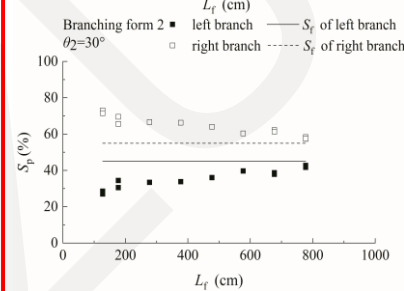 L_f (cm)
Branching form 2 ■ left branch — S_f of left branch
θ_2=30° □ right branch ----- S_f of right branch
100
80
60
40
20
0
S_p (%)
0 200 400 600 800 1000
L_f (cm)